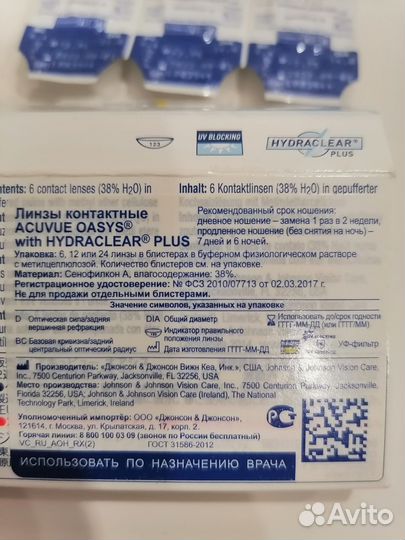 123
UV BLOCKING
HYDRACLEAR®
PLUS
ntents: 6 contact lenses (38% H₂O) in
Inhalt: 6 Kontaktlinsen (38% H₂O) in gepufferter
Линзы контактные
ACUVUE OASYS®
with HYDRACLEAR® PLUS
Рекомендованный срок ношения:
дневное ношение – замена 1 раз в 2 недели,
продленное ношение (без снятия на ночь) –
7 дней и 6 ночей.
Упаковка: 6, 12 или 24 линзы в блистерах в буферном физиологическом растворе
с метилцеллюлозой. Количество блистеров см. на упаковке.
Материал: Сенофилкон А, влагосодержание: 38%.
Регистрационное удостоверение: № ФСЗ 2010/07713 от 02.03.2017 г.
Не для продажи отдельными блистерами.
Значение символов, указанных на упаковке
D Оптическая сила/задняя вершинная рефракция
DIA Общий диаметр
Использовать до/срок годности ГГГГ-ММ-ДД (или ГГГГ/ММ)
BC Базовая кривизна/задний центральный оптический радиус
Индикатор правильного положения линзы
Дата изготовления ГГГГ-ММ-ДД
УФ-фильтр
Производитель: «Джонсон & Джонсон Вижн Кеа, Инк.», США, Johnson & Johnson Vision Care,
Inc., 7500 Centurion Parkway, Jacksonville, FL 32256, USA
Место производства: Johnson & Johnson Vision Care, Inc., 7500 Centurion Parkway, Jacksonville,
Florida 32256, USA; Johnson & Johnson Vision Care (Ireland), The National
Technology Park, Limerick, Ireland
Уполномоченный импортёр: ООО «Джонсон & Джонсон»,
121614, г. Москва, ул. Крылатская, д. 17, корп. 2.
Горячая линия: 8 800 100 03 09 (звонок по России бесплатный)
VC_RU_AOH_RX(2)
ГОСТ 31586-2012
ИСПОЛЬЗОВАТЬ ПО НАЗНАЧЕНИЮ ВРАЧА
Avito